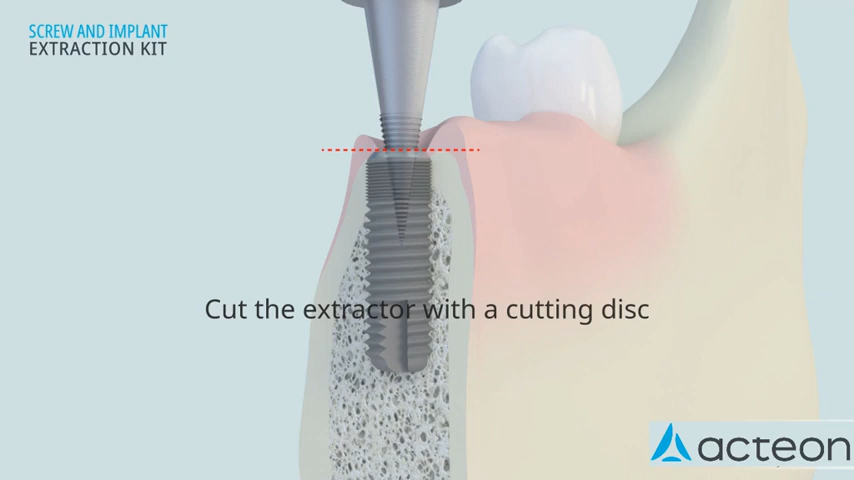 SCREW AND IMPLANT
EXTRACTION KIT
Cut the extractor with a cutting disc
acteon